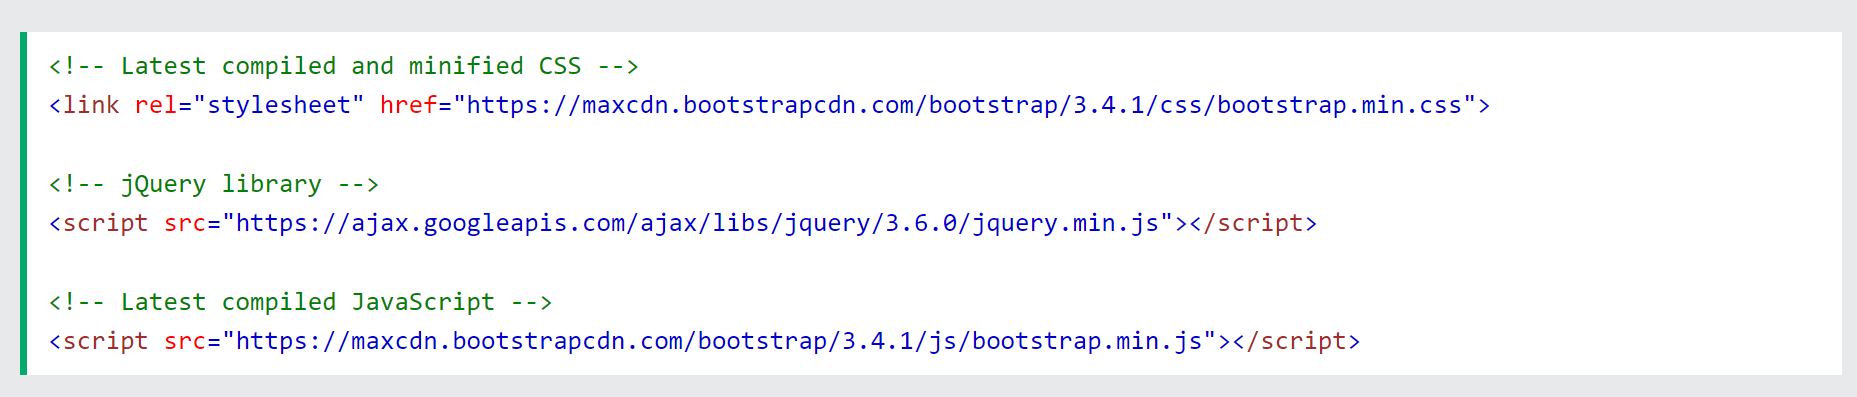 <!-- Latest compiled and minified CSS -->
<link rel="stylesheet" href="https://maxcdn.bootstrapcdn.com/bootstrap/3.4.1/css/bootstrap.min.css">
<!-- jQuery library -->
<script src="https://ajax.googleapis.com/ajax/libs/jquery/3.6.0/jquery.min.js"></script>
<!-- Latest compiled JavaScript -->
<script src="https://maxcdn.bootstrapcdn.com/bootstrap/3.4.1/js/bootstrap.min.js"></script>